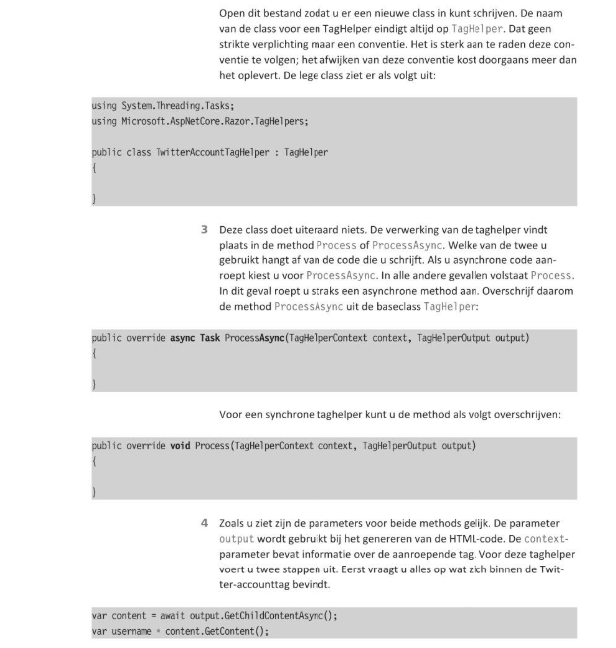 Open dit bestand zodat u er een nieuwe class in kunt schrijven. De naam
van de class voor een TagHelper eindigt altijd op TagHelper. Dat geen
strikte verplichting maar een conventie. Het is sterk aan te raden deze con-
ventie te volgen; het afwijken van deze conventie kost doorgaans meer dan
het oplevert. De lege class ziet er als volgt uit:
using System.Threading.Tasks;
using Microsoft.AspNetCore.Razor.TagHelpers;
public class TwitterAccountTagHelper : TagHelper
{
}
3 Deze class doet uiteraard niets. De verwerking van de taghelper vindt
plaats in de method Process of ProcessAsync. Welke van de twee u
gebruikt hangt af van de code die u schrijft. Als u asynchrone code aan-
roept kiest u voor ProcessAsync. In alle andere gevallen volstaat Process.
In dit geval roept u straks een asynchrone method aan. Overschrijf daarom
de method ProcessAsync uit de baseclass TagHelper:
public override async Task ProcessAsync(TagHelperContext context, TagHelperOutput output)
{
}
Voor een synchrone taghelper kunt u de method als volgt overschrijven:
public override void Process(TagHelperContext context, TagHelperOutput output)
{
}
4 Zoals u ziet zijn de parameters voor beide methods gelijk. De parameter
output wordt gebruikt bij het genereren van de HTML-code. De context-
parameter bevat informatie over de aanroepende tag. Voor deze taghelper
voert u twee stappen uit. Eerst vraagt u alles op wat zich binnen de Twit-
ter-accounttag bevindt.
var content = await output.GetChildContentAsync();
var username = content.GetContent();